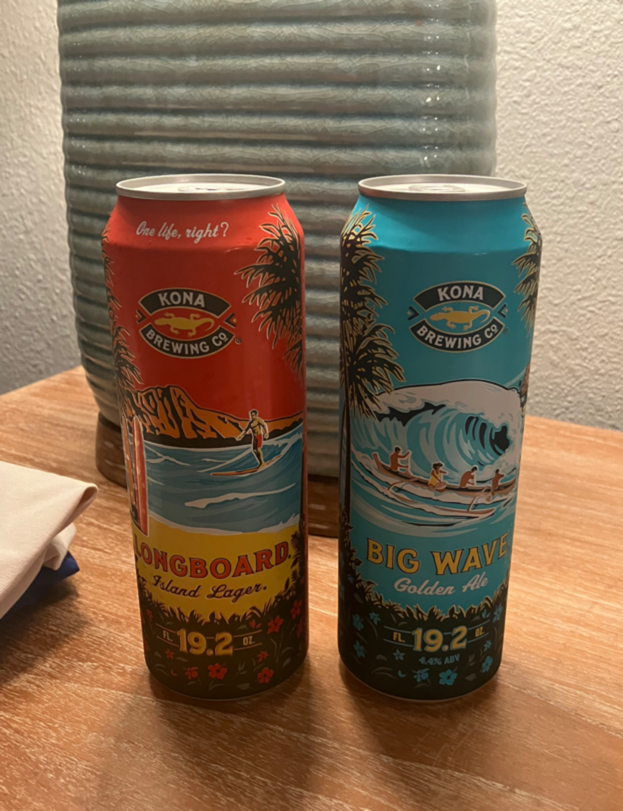 One life, right?
KONA
BREWING CO
LONGBOARD
Island Lager.
FL. 19.2 OZ.
KONA
BREWING CO
BIG WAVE
Golden Ale
FL. 19.2 OZ.
4.4% ABV